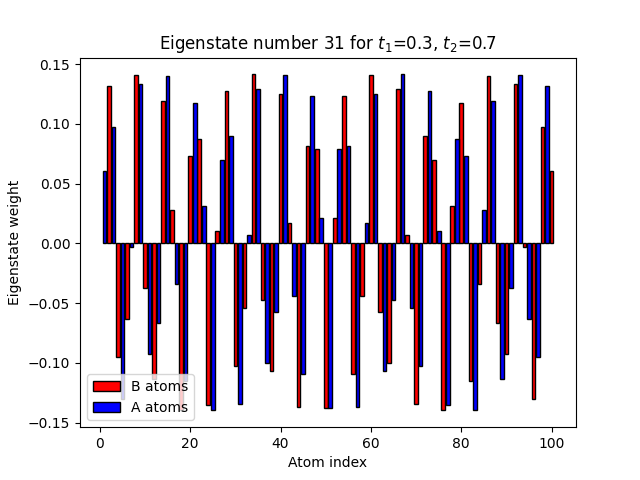 Eigenstate number 31 for $t_1$=0.3, $t_2$=0.7
Eigenstate weight
0.15
0.10
0.05
0.00
−0.05
−0.10
−0.15
B atoms
A atoms
0 20 40 60 80 100
Atom index